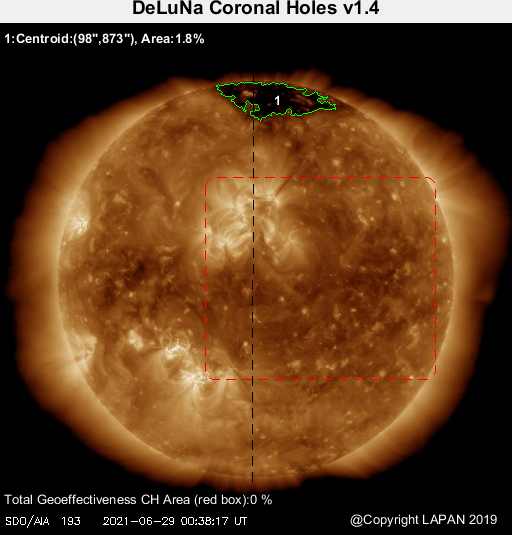 DeLuNa Coronal Holes v1.4
1:Centroid:(98",873"), Area:1.8%
1
Total Geoeffectiveness CH Area (red box):0 %
SDO/AIA 193 2021-06-29 00:38:17 UT
@Copyright LAPAN 2019